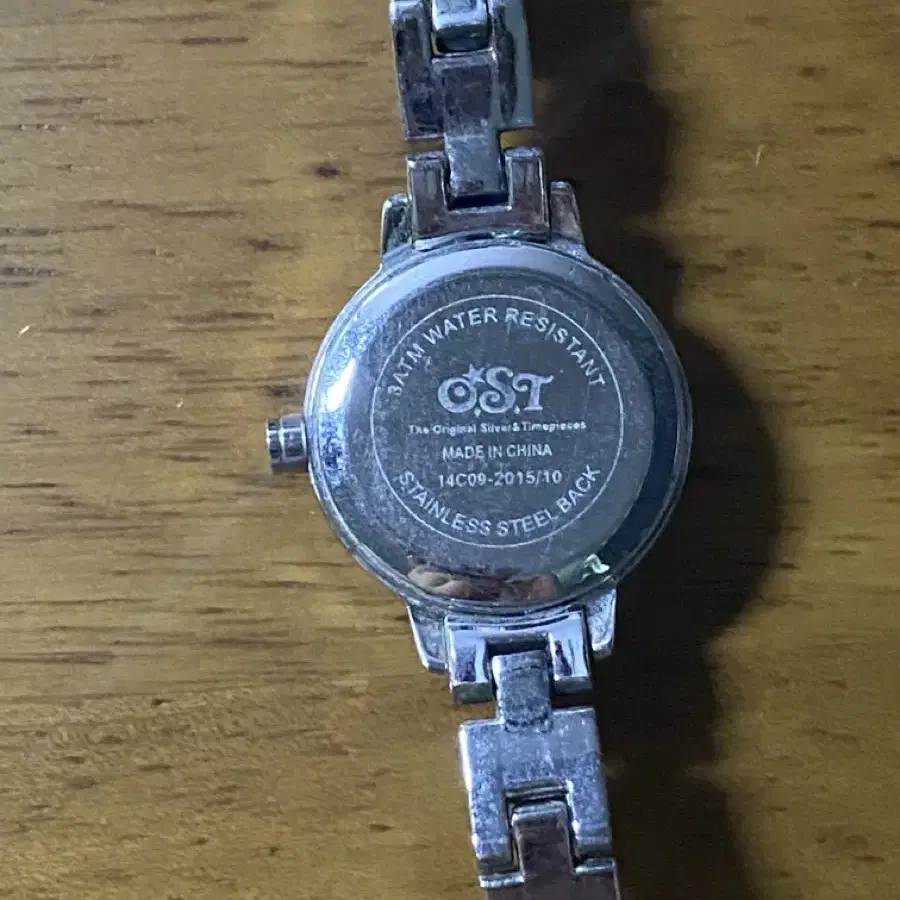 3ATM WATER RESISTANT
O.S.T
The Original Silver & Timepieces
MADE IN CHINA
14C09-2015/10
STAINLESS STEEL BACK